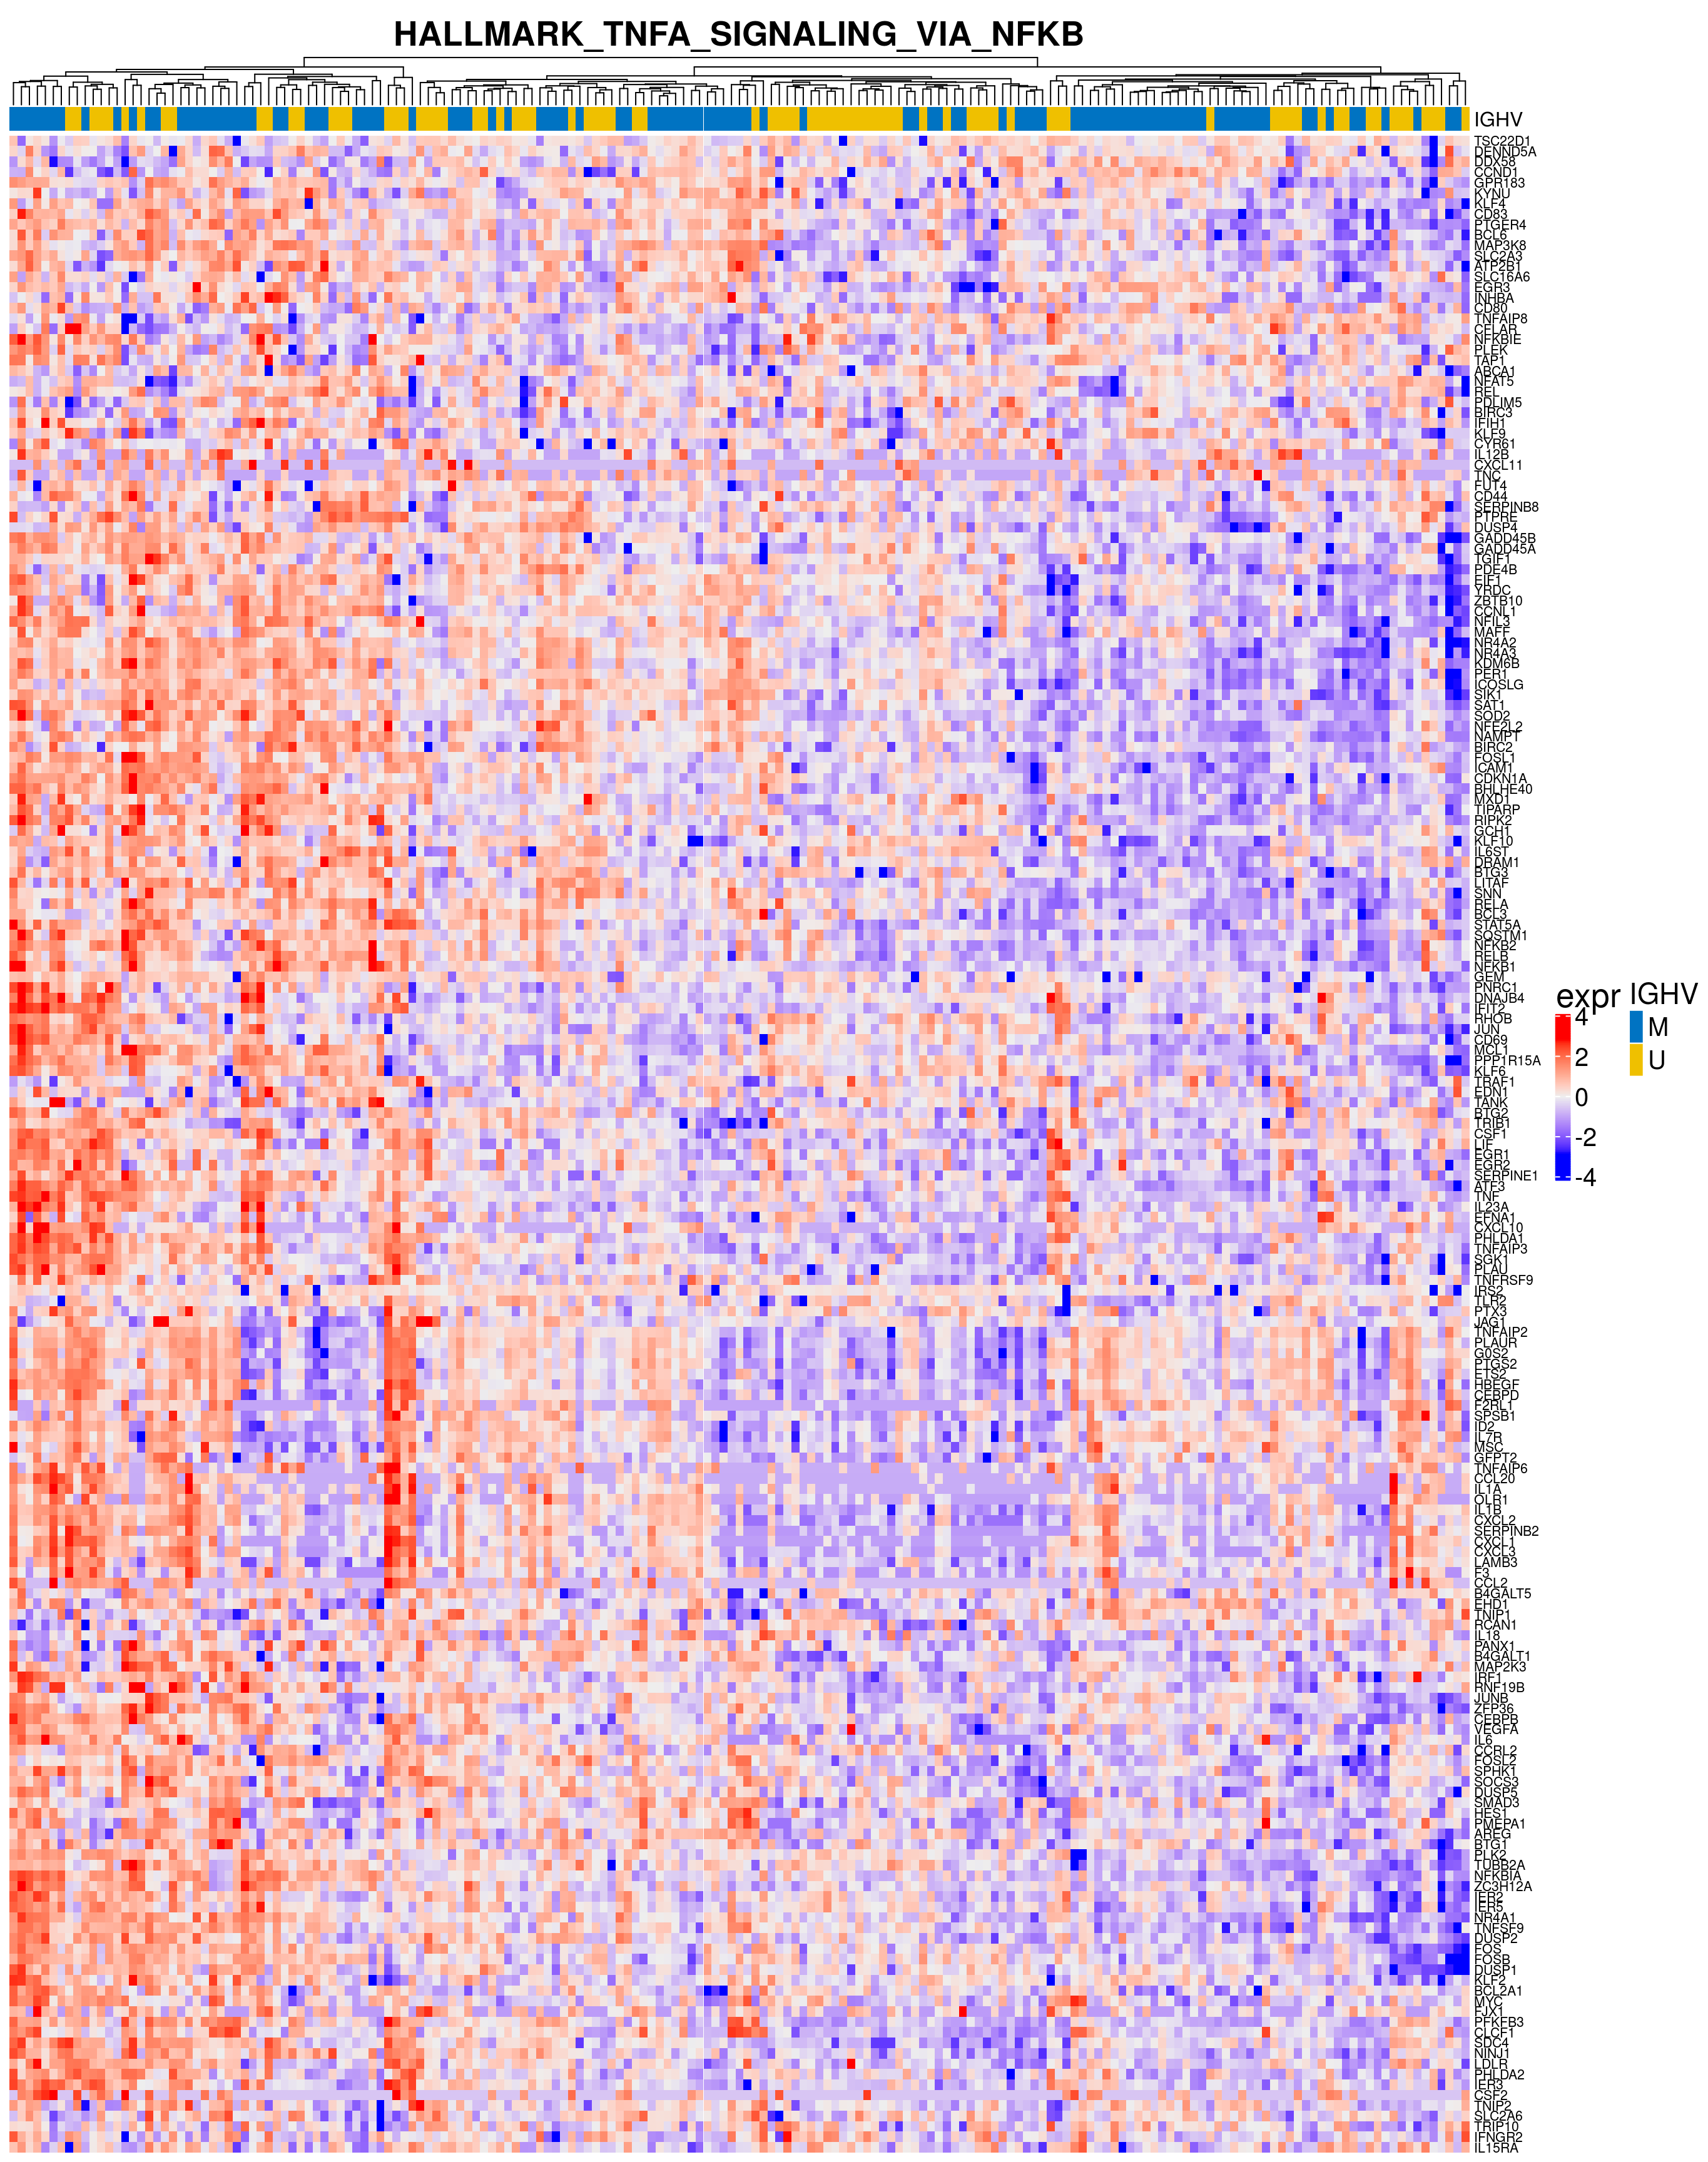 HALLMARK_TNFA_SIGNALING_VIA_NFKB
IGHV
TSC22D1
DENND5A
DDX58
CCND1
GPR183
KYNU
KLF4
CD83
PTGER4
BCL6
MAP3K8
SLC2A3
ATP2B1
SLC16A6
EGR3
INHBA
CD80
TNFAIP8
CFLAR
NFKBIE
PLEK
TAP1
ABCA1
NFAT5
REL
PDLIM5
BIRC3
IFIH1
KLF9
CYR61
IL12B
CXCL11
TNC
FUT4
CD44
SERPINB8
PTPRE
DUSP4
GADD45B
GADD45A
TGIF1
PDE4B
EIF1
YRDC
ZBTB10
CCNL1
NFIL3
MAFF
NR4A2
NR4A3
KDM6B
PER1
ICOSLG
SIK1
SAT1
SOD2
NFE2L2
NAMPT
BIRC2
FOSL1
ICAM1
CDKN1A
BHLHE40
MXD1
TIPARP
RIPK2
GCH1
KLF10
IL6ST
DRAM1
BTG3
LITAF
SNN
RELA
BCL3
STAT5A
SQSTM1
NFKB2
RELB
NFKB1
GEM
PNRC1
DNAJB4
IFIT2
RHOB
JUN
CD69
MCL1
PPP1R15A
KLF6
TRAF1
EDN1
TANK
BTG2
TRIB1
CSF1
LIF
EGR1
EGR2
SERPINE1
ATF3
TNF
IL23A
EFNA1
CXCL10
PHLDA1
TNFAIP3
SGK1
PLAU
TNFRSF9
IRS2
TLR2
PTX3
JAG1
TNFAIP2
PLAUR
G0S2
PTGS2
ETS2
HBEGF
CEBPD
F2RL1
SPSB1
ID2
IL7R
MSC
GFPT2
TNFAIP6
CCL20
IL1A
OLR1
IL1B
CXCL2
SERPINB2
CXCL1
CXCL3
LAMB3
F3
CCL2
B4GALT5
EHD1
TNIP1
RCAN1
IL18
PANX1
B4GALT1
MAP2K3
IRF1
RNF19B
JUNB
ZFP36
CEBPB
VEGFA
IL6
CCRL2
FOSL2
SPHK1
SOCS3
DUSP5
SMAD3
HES1
PMEPA1
AREG
BTG1
PLK2
TUBB2A
NFKBIA
ZC3H12A
IER2
IER5
NR4A1
TNFSF9
DUSP2
FOS
FOSB
DUSP1
KLF2
BCL2A1
MYC
FJX1
PFKFB3
CLCF1
SDC4
NINJ1
LDLR
PHLDA2
IER3
CSF2
TNIP2
SLC2A6
TRIP10
IFNGR2
IL15RA
expr
4
2
0
-2
-4
IGHV
M
U